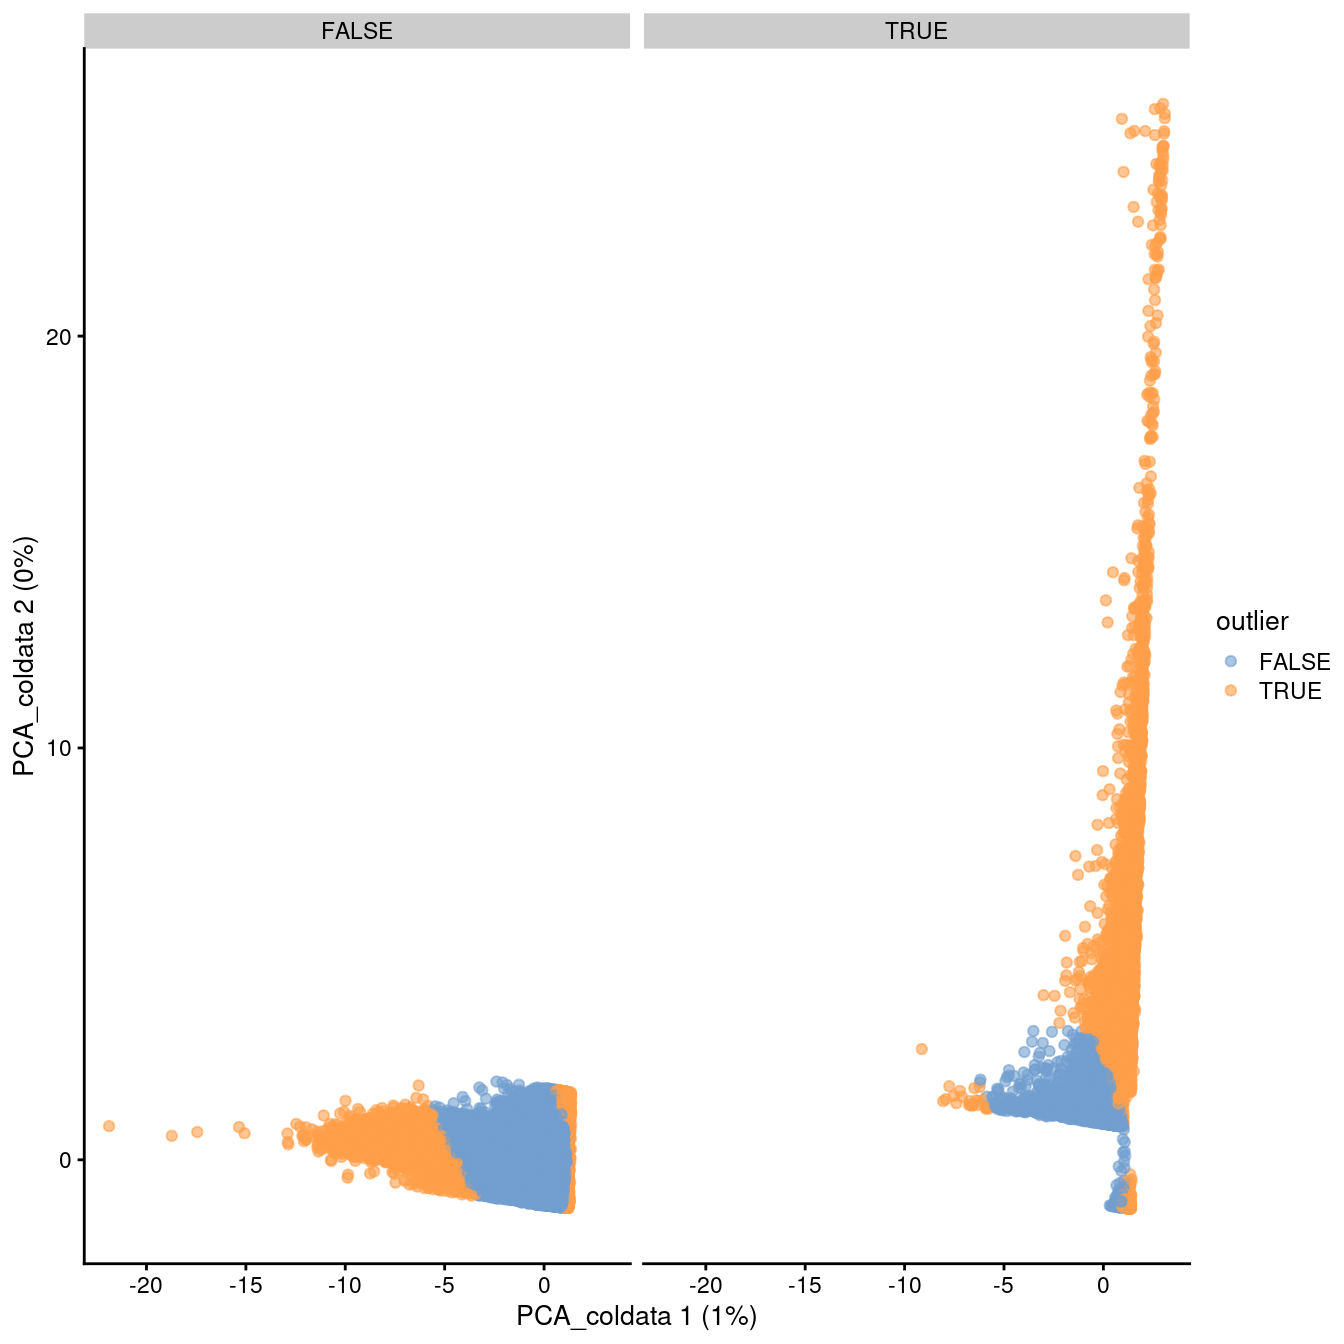 FALSE
TRUE
20
10
0
PCA_coldata 2 (0%)
-20 -15 -10 -5 0
-20 -15 -10 -5 0
PCA_coldata 1 (1%)
outlier
FALSE
TRUE